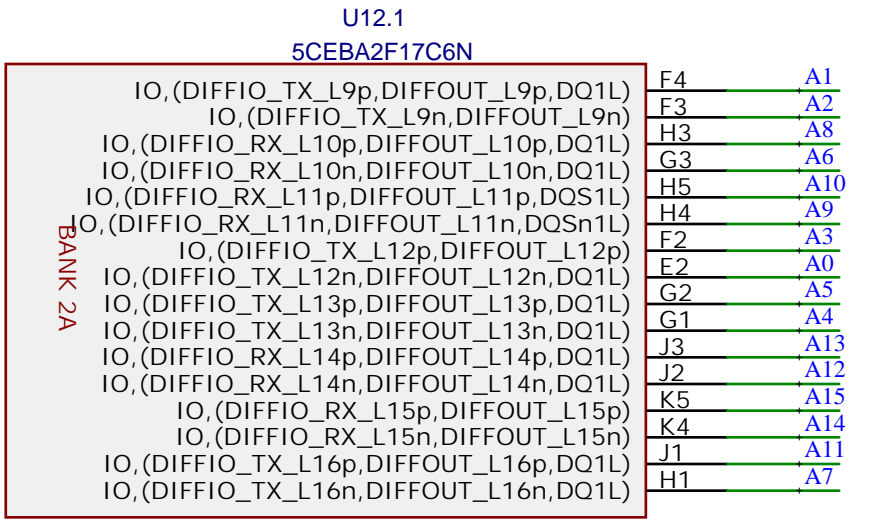 U12.1
5CEBA2F17C6N
BANK 2A
IO,(DIFFIO_TX_L9p,DIFFOUT_L9p,DQ1L) F4 A1
IO,(DIFFIO_TX_L9n,DIFFOUT_L9n) F3 A2
IO,(DIFFIO_RX_L10p,DIFFOUT_L10p,DQ1L) H3 A8
IO,(DIFFIO_RX_L10n,DIFFOUT_L10n,DQ1L) G3 A6
IO,(DIFFIO_RX_L11p,DIFFOUT_L11p,DQS1L) H5 A10
IO,(DIFFIO_RX_L11n,DIFFOUT_L11n,DQSn1L) H4 A9
IO,(DIFFIO_TX_L12p,DIFFOUT_L12p) F2 A3
IO,(DIFFIO_TX_L12n,DIFFOUT_L12n,DQ1L) E2 A0
IO,(DIFFIO_TX_L13p,DIFFOUT_L13p,DQ1L) G2 A5
IO,(DIFFIO_TX_L13n,DIFFOUT_L13n,DQ1L) G1 A4
IO,(DIFFIO_RX_L14p,DIFFOUT_L14p,DQ1L) J3 A13
IO,(DIFFIO_RX_L14n,DIFFOUT_L14n,DQ1L) J2 A12
IO,(DIFFIO_RX_L15p,DIFFOUT_L15p) K5 A15
IO,(DIFFIO_RX_L15n,DIFFOUT_L15n) K4 A14
IO,(DIFFIO_TX_L16p,DIFFOUT_L16p,DQ1L) J1 A11
IO,(DIFFIO_TX_L16n,DIFFOUT_L16n,DQ1L) H1 A7